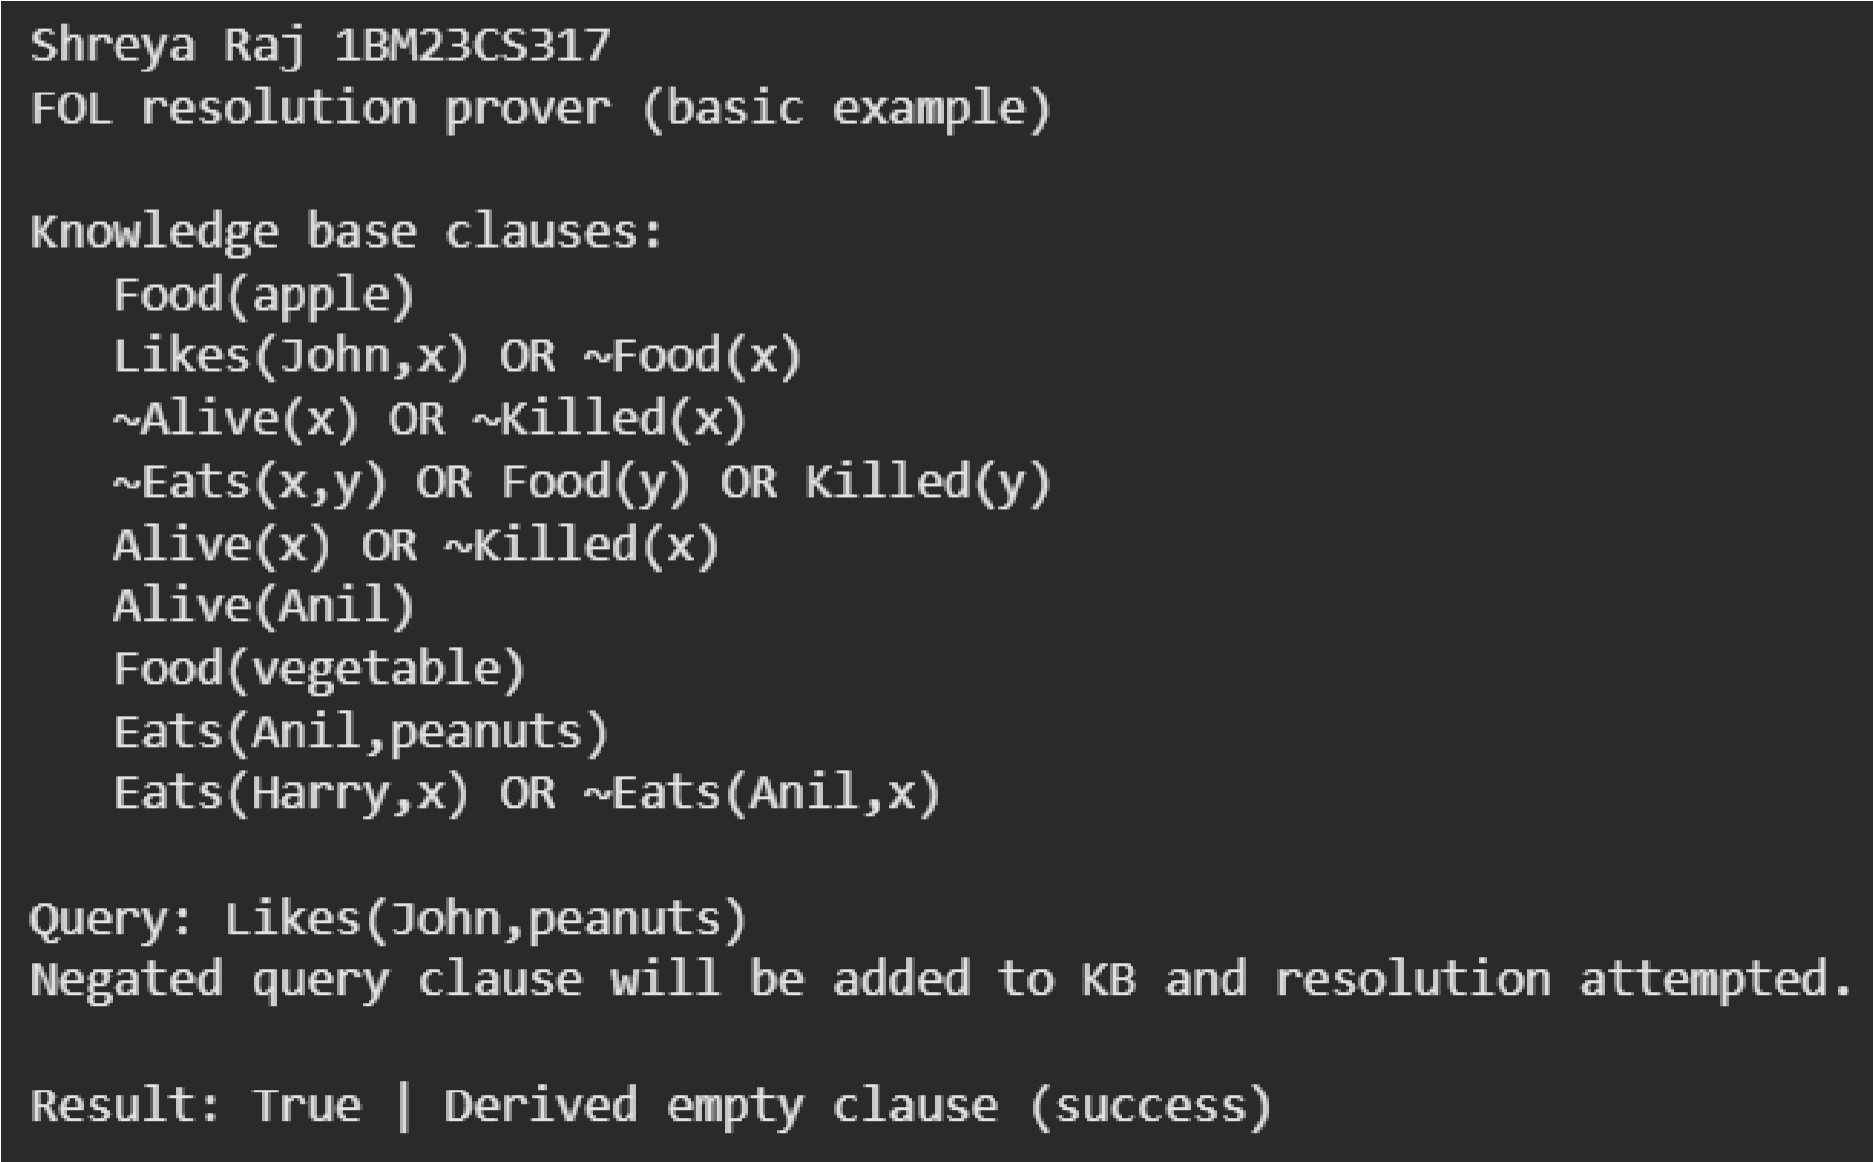 Shreya Raj 1BM23CS317
FOL resolution prover (basic example)
Knowledge base clauses:
Food(apple)
Likes(John,x) OR ~Food(x)
~Alive(x) OR ~Killed(x)
~Eats(x,y) OR Food(y) OR Killed(y)
Alive(x) OR ~Killed(x)
Alive(Anil)
Food(vegetable)
Eats(Anil,peanuts)
Eats(Harry,x) OR ~Eats(Anil,x)
Query: Likes(John,peanuts)
Negated query clause will be added to KB and resolution attempted.
Result: True | Derived empty clause (success)